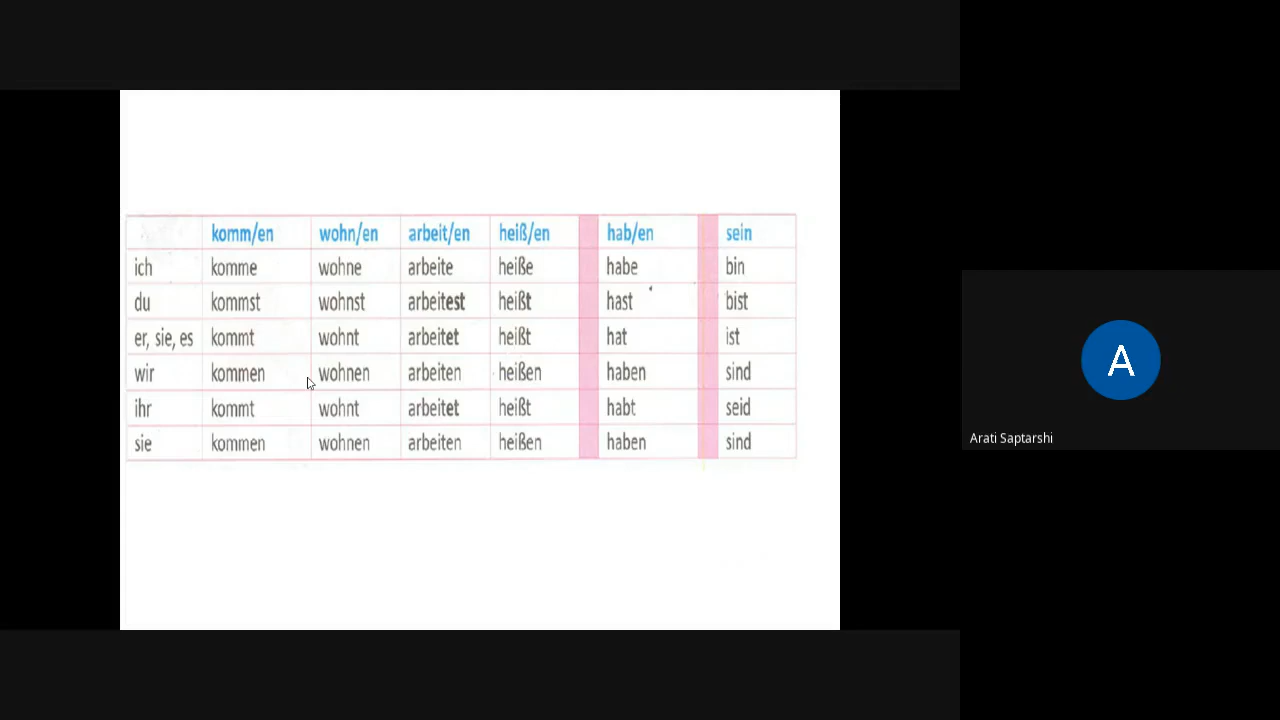 komm/en wohn/en arbeit/en heiß/en hab/en sein
ich komme wohne arbeite heiße habe bin
du kommst wohnst arbeitest heißt hast bist
er, sie, es kommt wohnt arbeitet heißt hat ist
wir kommen wohnen arbeiten heißen haben sind
ihr kommt wohnt arbeitet heißt habt seid
sie kommen wohnen arbeiten heißen haben sind
A
Arati Saptarshi